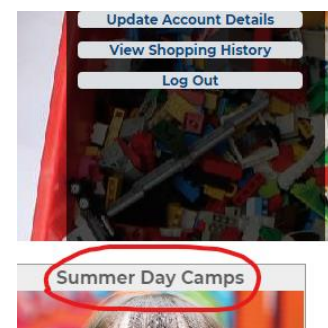 Update Account Details
View Shopping History
Log Out
Summer Day Camps